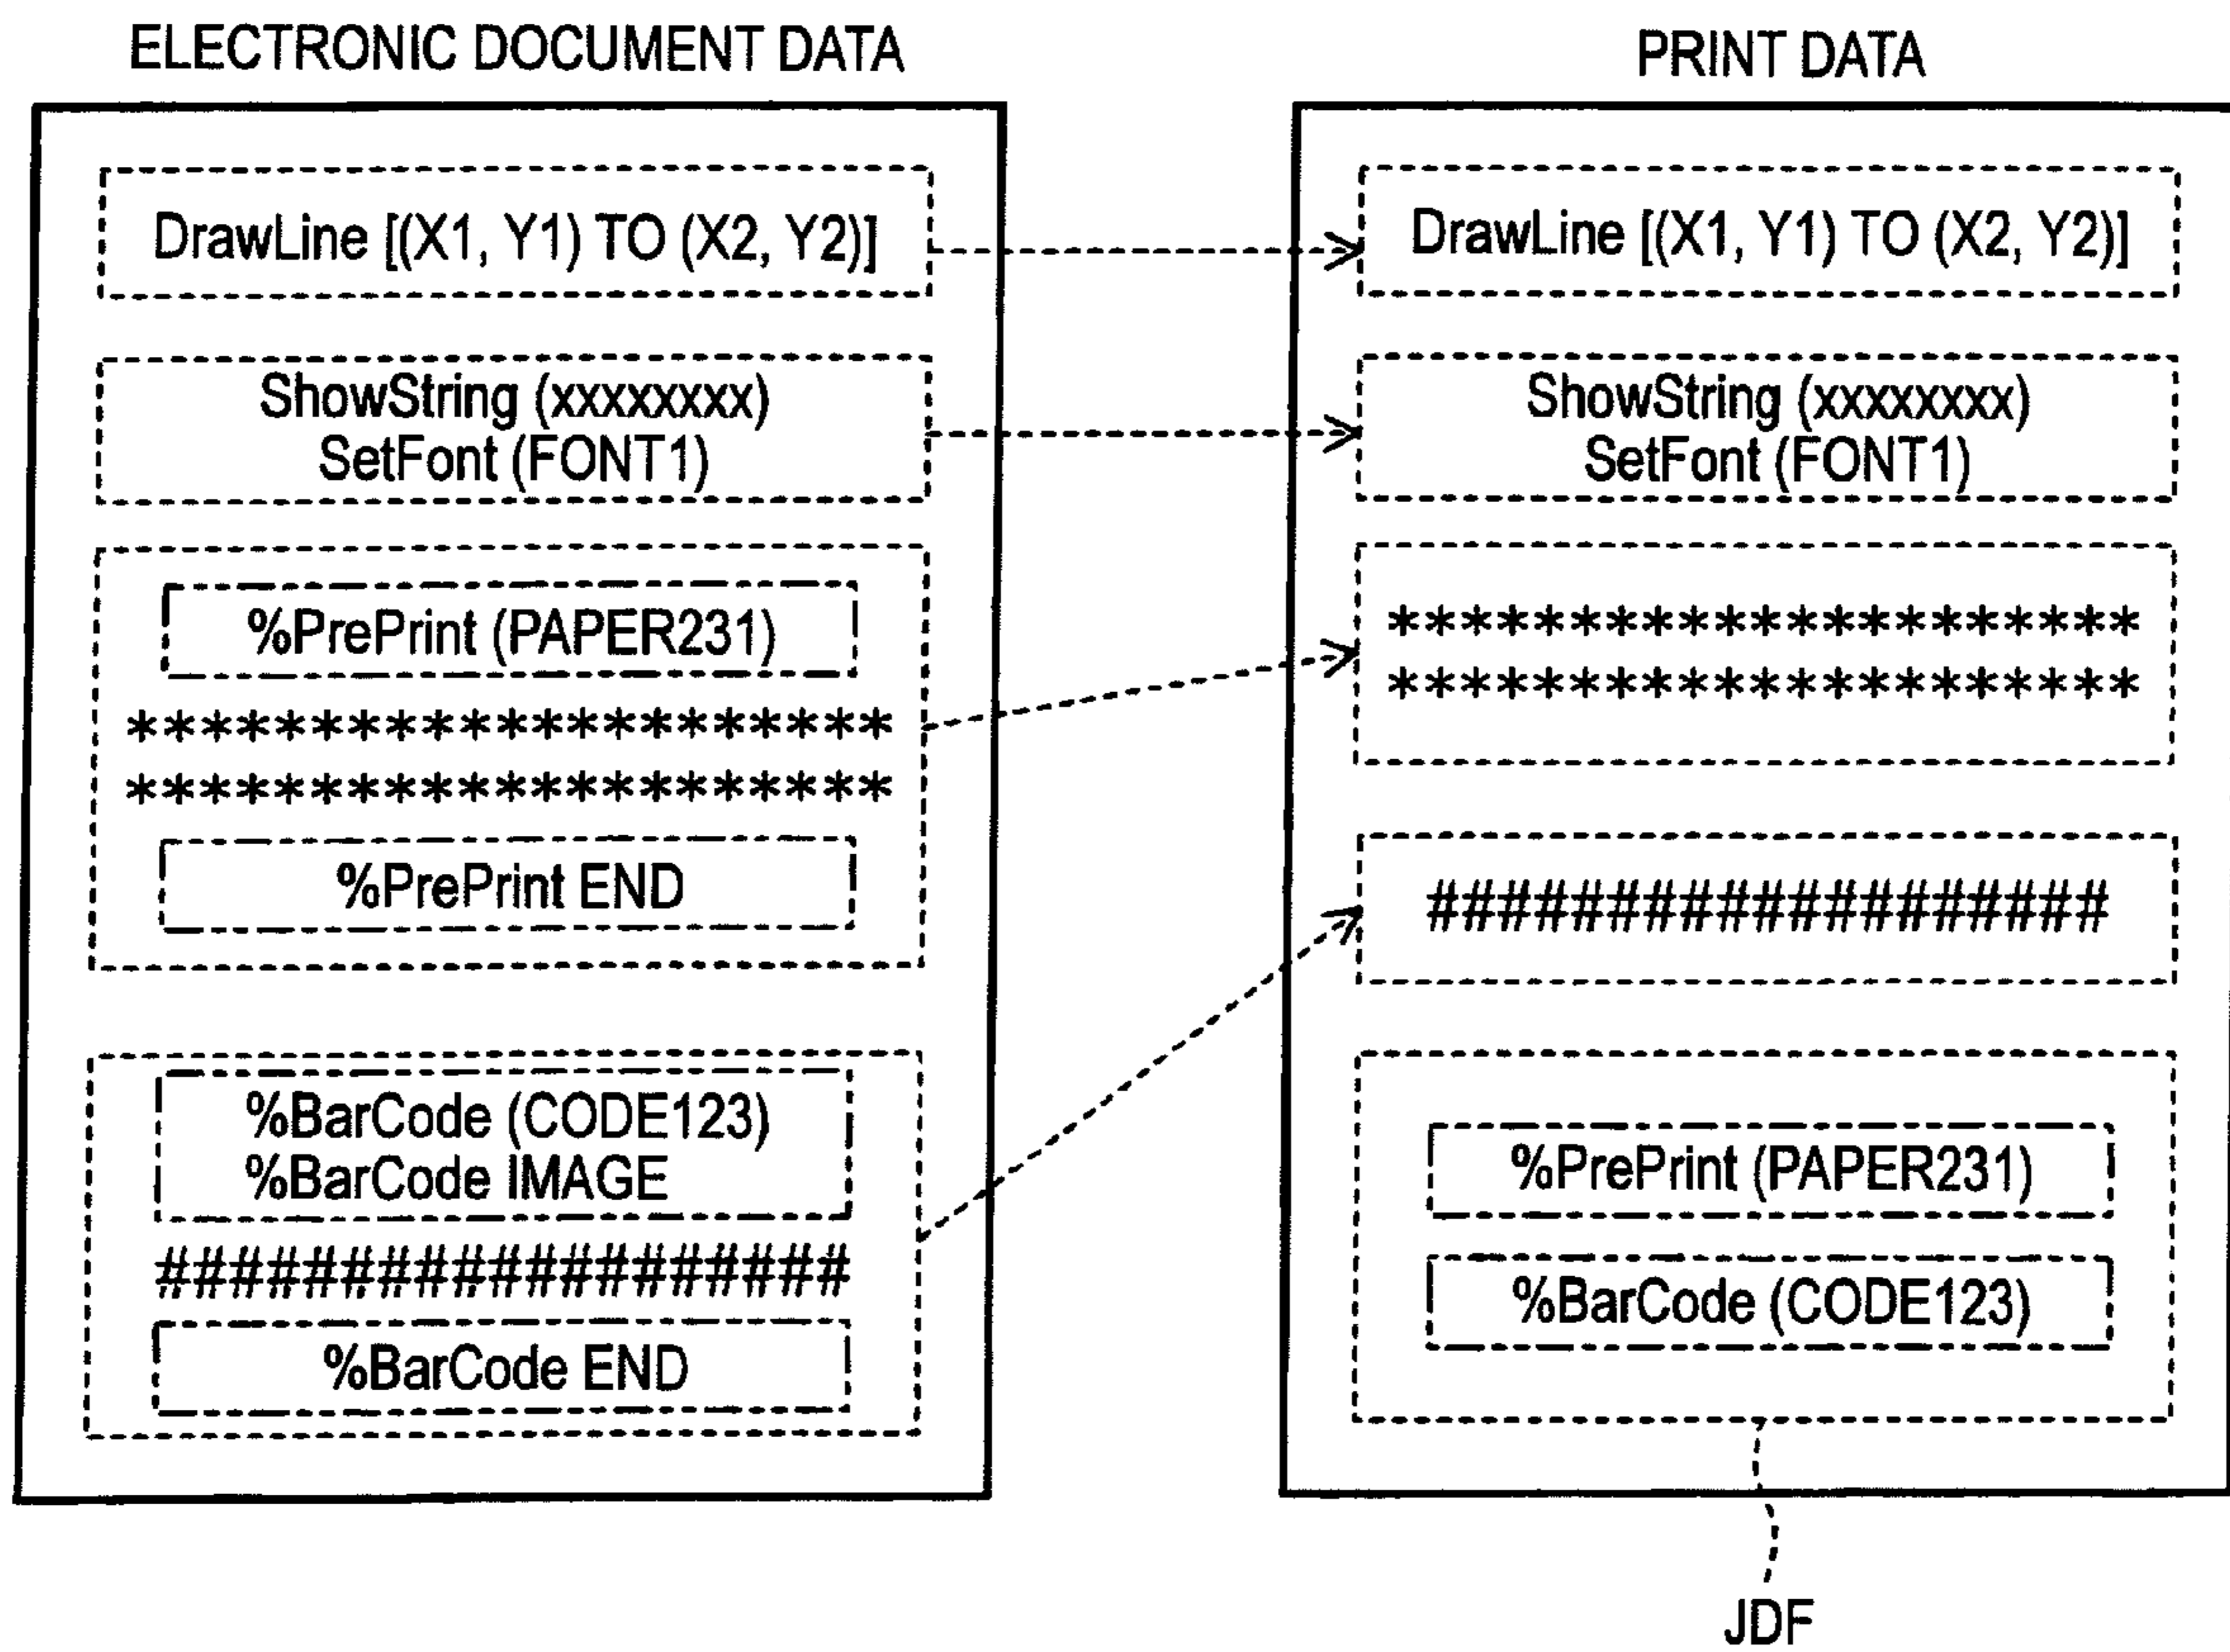 ELECTRONIC DOCUMENT DATA
DrawLine [(X1, Y1) TO (X2, Y2)]
ShowString (xxxxxxxx)
SetFont (FONT1)
%PrePrint (PAPER231)
*********************
*********************
%PrePrint END
%BarCode (CODE123)
%BarCode IMAGE
###################
%BarCode END
PRINT DATA
DrawLine [(X1, Y1) TO (X2, Y2)]
ShowString (xxxxxxxx)
SetFont (FONT1)
*********************
*********************
###################
%PrePrint (PAPER231)
%BarCode (CODE123)
JDF